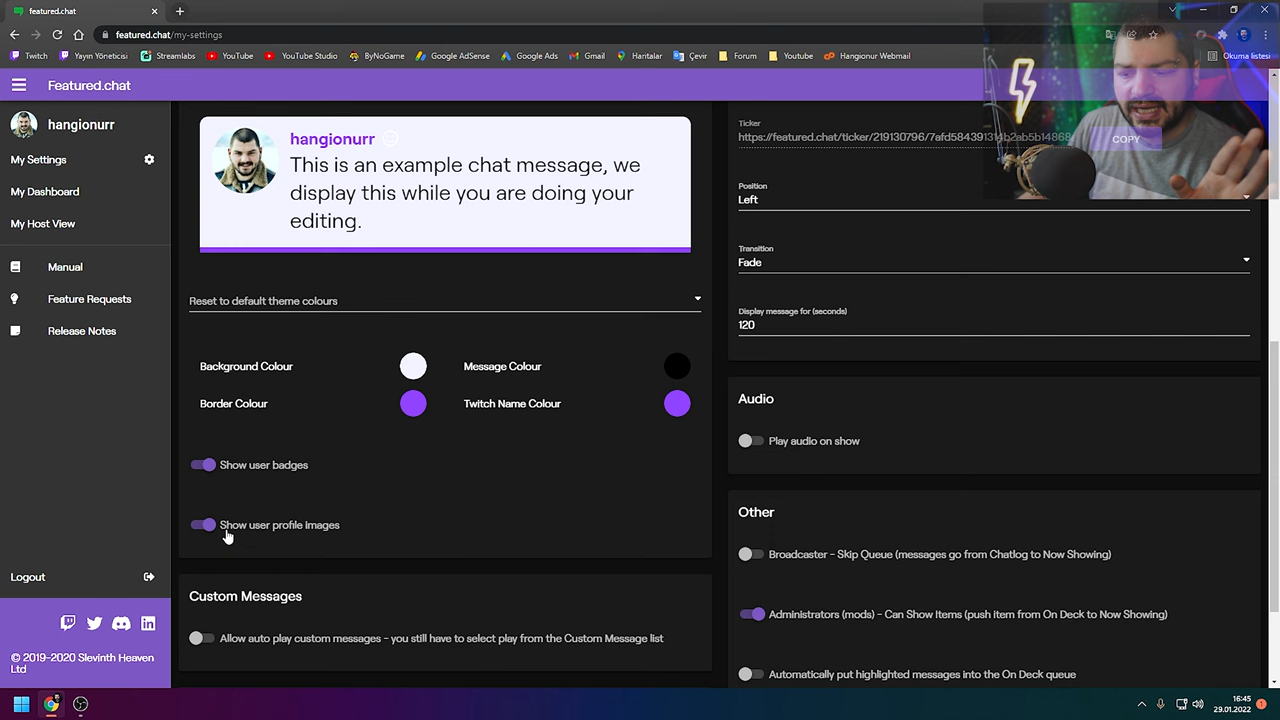 featured.chat
featured.chat/my-settings
Twitch
Yayın Yöneticisi
Streamlabs
YouTube
YouTube Studio
ByNoGame
Google AdSense
Google Ads
Gmail
Haritalar
Çevir
Forum
Youtube
Hangionur Webmail
Okuma listesi
Featured.chat
hangionurr
My Settings
My Dashboard
My Host View
Manual
Feature Requests
Release Notes
Logout
© 2019-2020 Slevinth Heaven
Ltd
hangionurr
This is an example chat message, we
display this while you are doing your
editing.
Reset to default theme colours
Background Colour
Message Colour
Border Colour
Twitch Name Colour
Show user badges
Show user profile images
Custom Messages
Allow auto play custom messages - you still have to select play from the Custom Message list
Ticker
COPY
Position
Left
Transition
Fade
Display message for (seconds)
120
Audio
Play audio on show
Other
Broadcaster - Skip Queue (messages go from Chatlog to Now Showing)
Administrators (mods) - Can Show Items (push item from On Deck to Now Showing)
Automatically put highlighted messages into the On Deck queue
16:45
29.01.2022